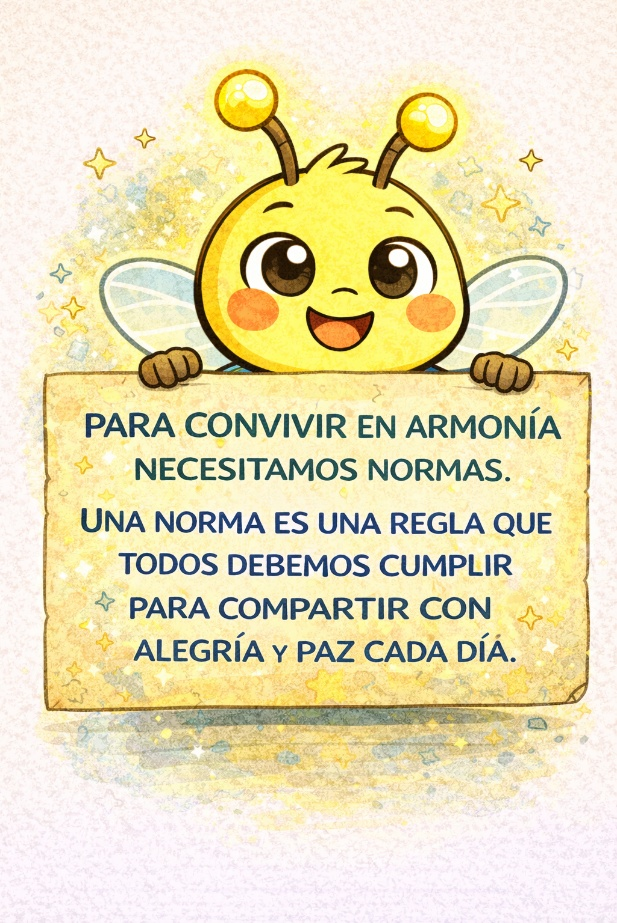 PARA CONVIVIR EN ARMONÍA
NECESITAMOS NORMAS.
UNA NORMA ES UNA REGLA QUE
TODOS DEBEMOS CUMPLIR
PARA COMPARTIR CON
ALEGRÍA Y PAZ CADA DÍA.